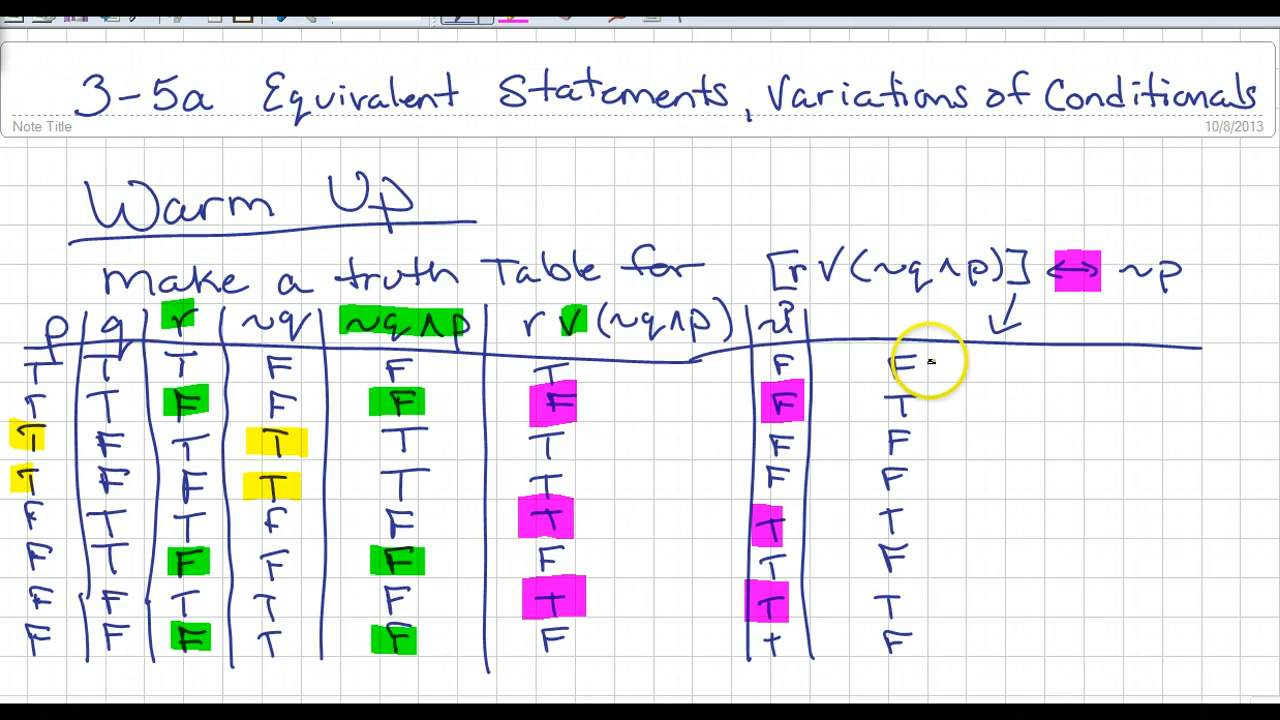 3-5a Equivalent Statements, Variations of Conditionals
Note Title
10/8/2013
Warm Up
Make a truth Table for [r ∨ (~q ∧ p)] ↔ ~p
p q r ~q ~q ∧ p r ∨ (~q ∧ p) ~p
T T T F F T F F
T T F F F F F T
T F T T T T F F
T F F T T T F F
F T T F F T T T
F T F F F F T F
F F T T F T T T
F F F T F F T F